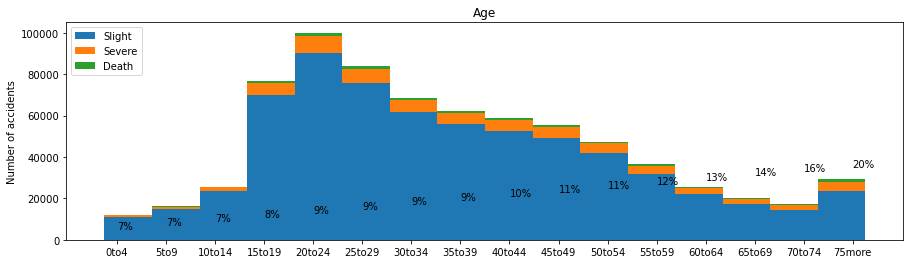 Age
Slight
Severe
Death
Number of accidents
100000
80000
60000
40000
20000
0
7% 7% 9% 8% 9% 9% 9% 9% 10% 11% 11% 12% 13% 14% 16% 20%
0to4 5to9 10to14 15to19 20to24 25to29 30to34 35to39 40to44 45to49 50to54 55to59 60to64 65to69 70to74 75more